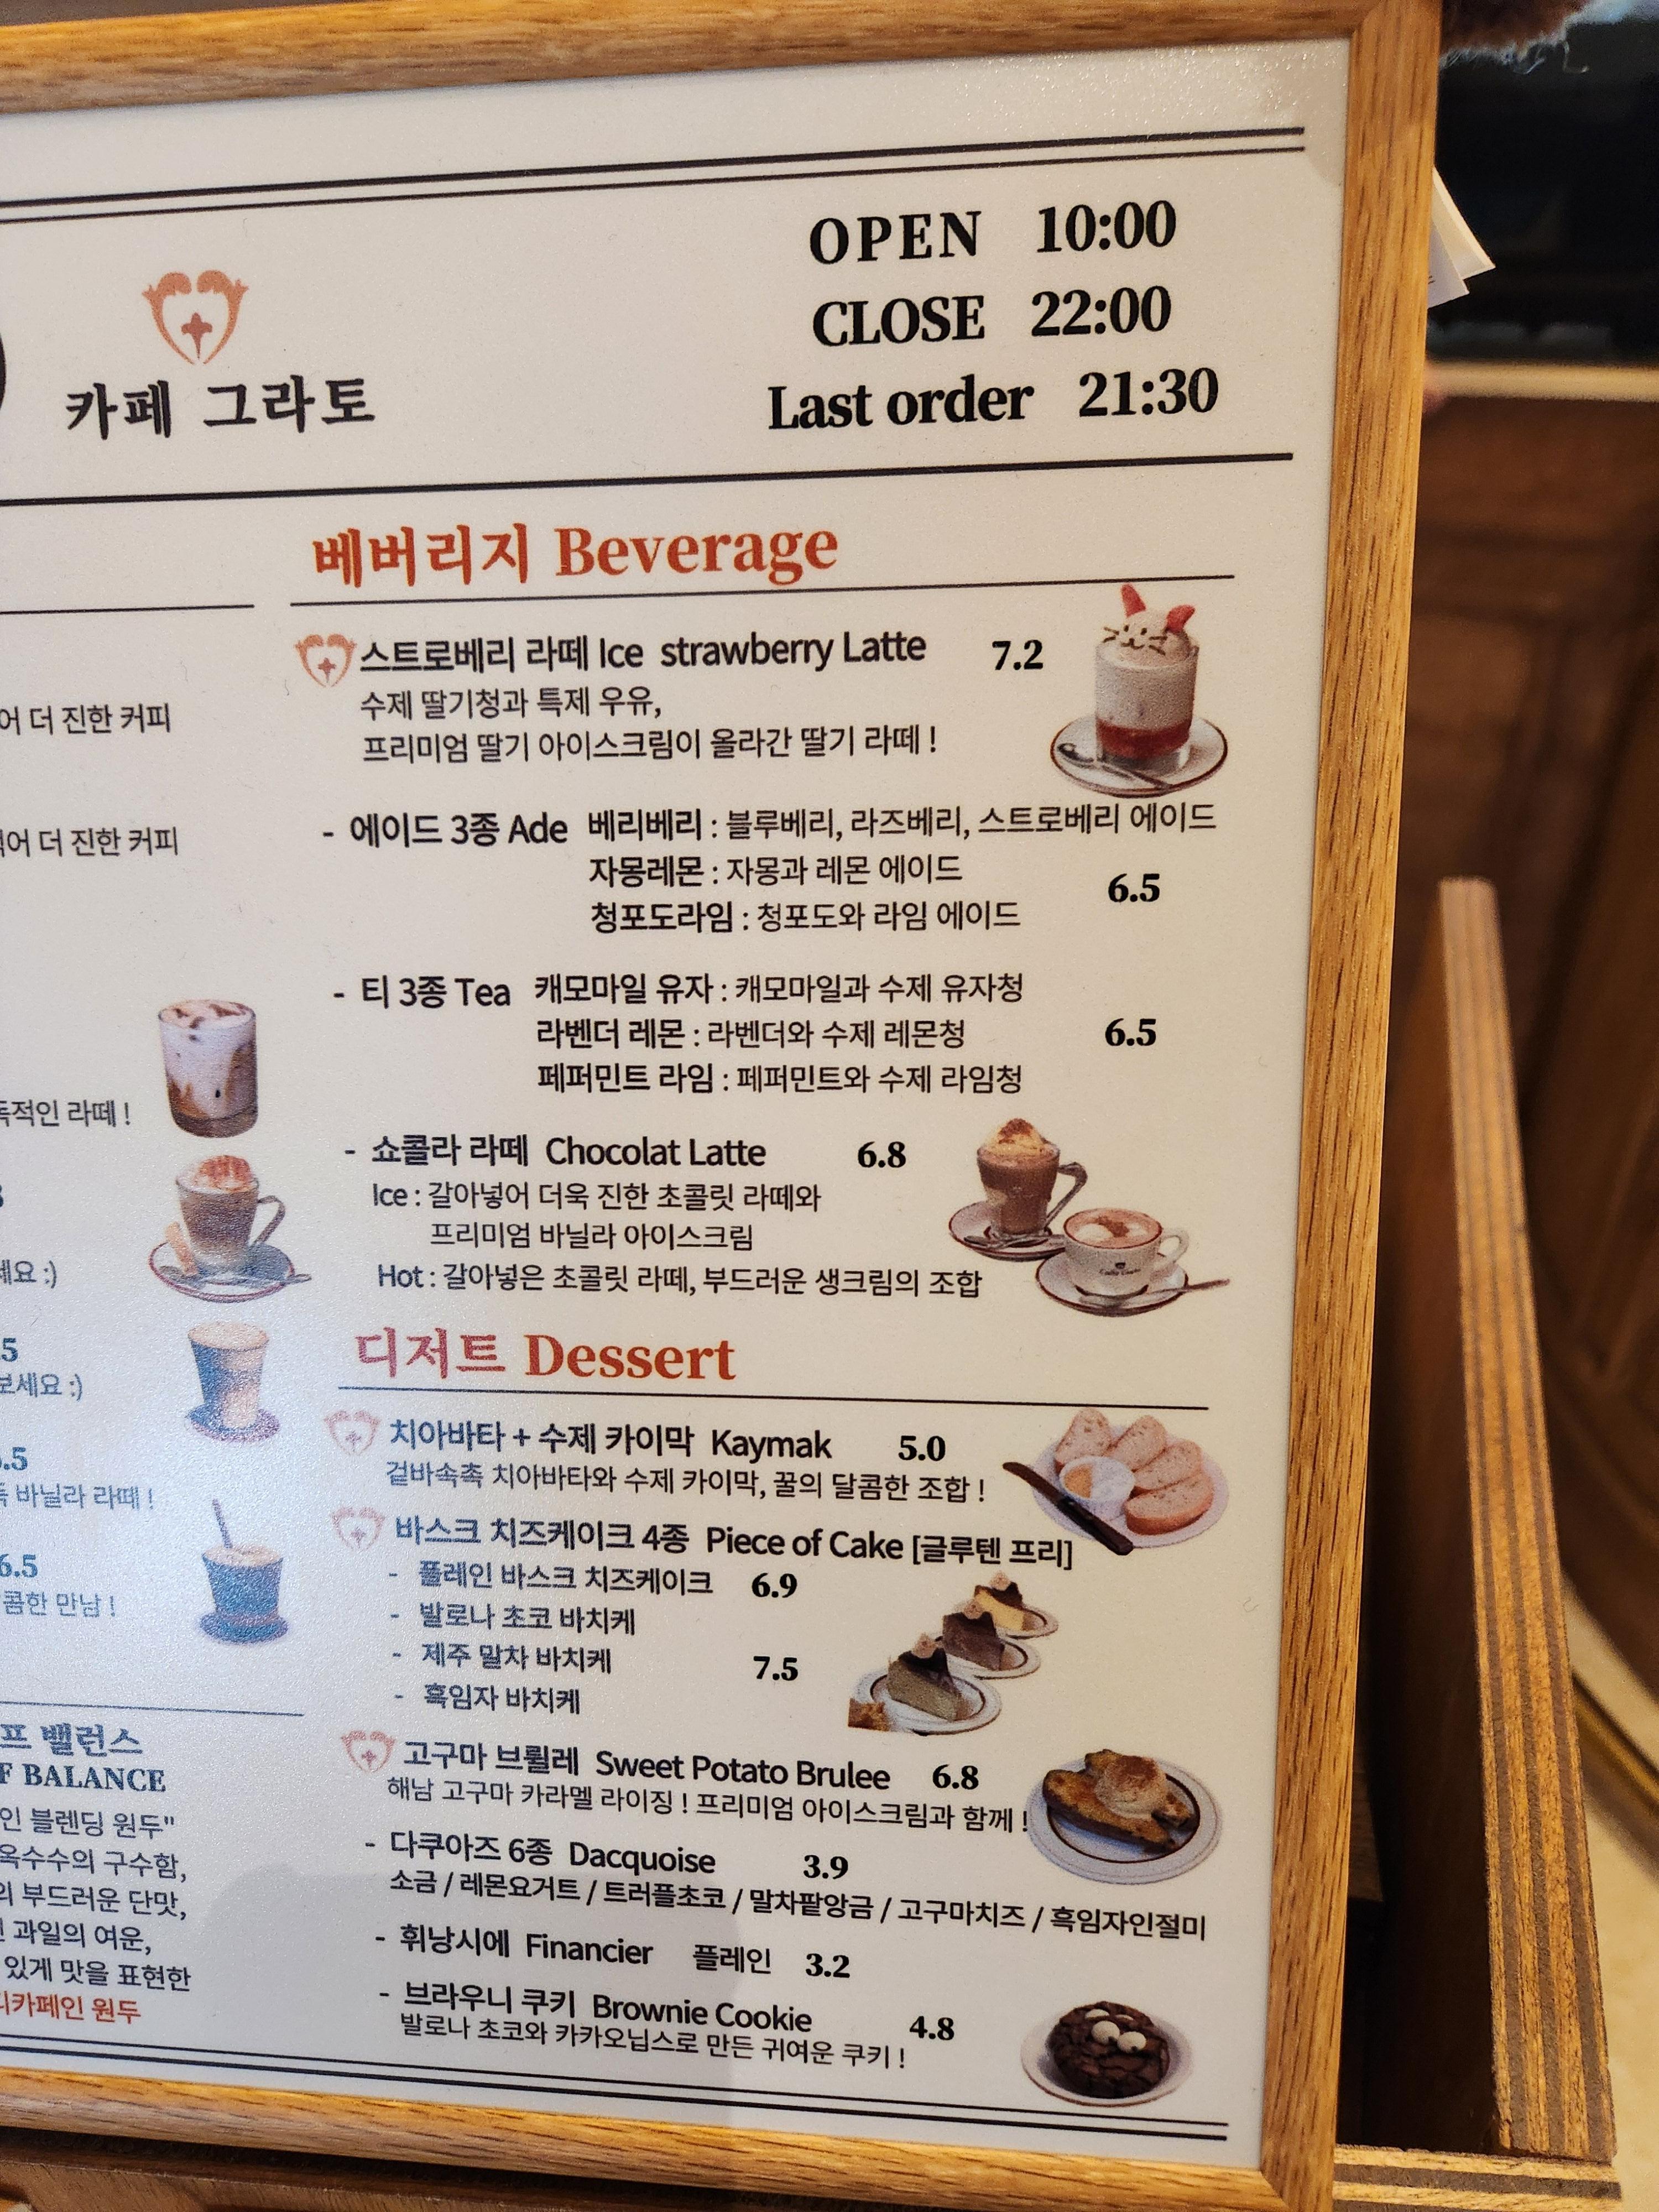 카페 그라토
OPEN 10:00
CLOSE 22:00
Last order 21:30
어 더 진한 커피
어 더 진한 커피
독적인 라떼 !
세요 :)
보세요 :)
바닐라 라떼 !
6.5
콤한 만남 !
프 밸런스
F BALANCE
인 블렌딩 원두"
옥수수의 구수함,
의 부드러운 단맛,
과일의 여운,
있게 맛을 표현한
디카페인 원두
베버리지 Beverage
스트로베리 라떼 Ice strawberry Latte 7.2
수제 딸기청과 특제 우유,
프리미엄 딸기 아이스크림이 올라간 딸기 라떼 !
- 에이드 3종 Ade 베리베리 : 블루베리, 라즈베리, 스트로베리 에이드
자몽레몬 : 자몽과 레몬 에이드
6.5
청포도라임 : 청포도와 라임 에이드
- 티 3종 Tea 캐모마일 유자 : 캐모마일과 수제 유자청
라벤더 레몬 : 라벤더와 수제 레몬청 6.5
페퍼민트 라임 : 페퍼민트와 수제 라임청
- 쇼콜라 라떼 Chocolat Latte 6.8
Ice : 갈아넣어 더욱 진한 초콜릿 라떼와
프리미엄 바닐라 아이스크림
Hot : 갈아넣은 초콜릿 라떼, 부드러운 생크림의 조합
디저트 Dessert
치아바타 + 수제 카이막 Kaymak 5.0
겉바속촉 치아바타와 수제 카이막, 꿀의 달콤한 조합 !
바스크 치즈케이크 4종 Piece of Cake [글루텐 프리]
- 플레인 바스크 치즈케이크 6.9
- 발로나 초코 바치케
- 제주 말차 바치케 7.5
- 흑임자 바치케
고구마 브륄레 Sweet Potato Brulee 6.8
해남 고구마 카라멜 라이징 ! 프리미엄 아이스크림과 함께 !
- 다쿠아즈 6종 Dacquoise 3.9
소금 / 레몬요거트 / 트러플초코 / 말차팥앙금 / 고구마치즈 / 흑임자인절미
- 휘낭시에 Financier 플레인 3.2
- 브라우니 쿠키 Brownie Cookie 4.8
발로나 초코와 카카오닙스로 만든 귀여운 쿠키 !